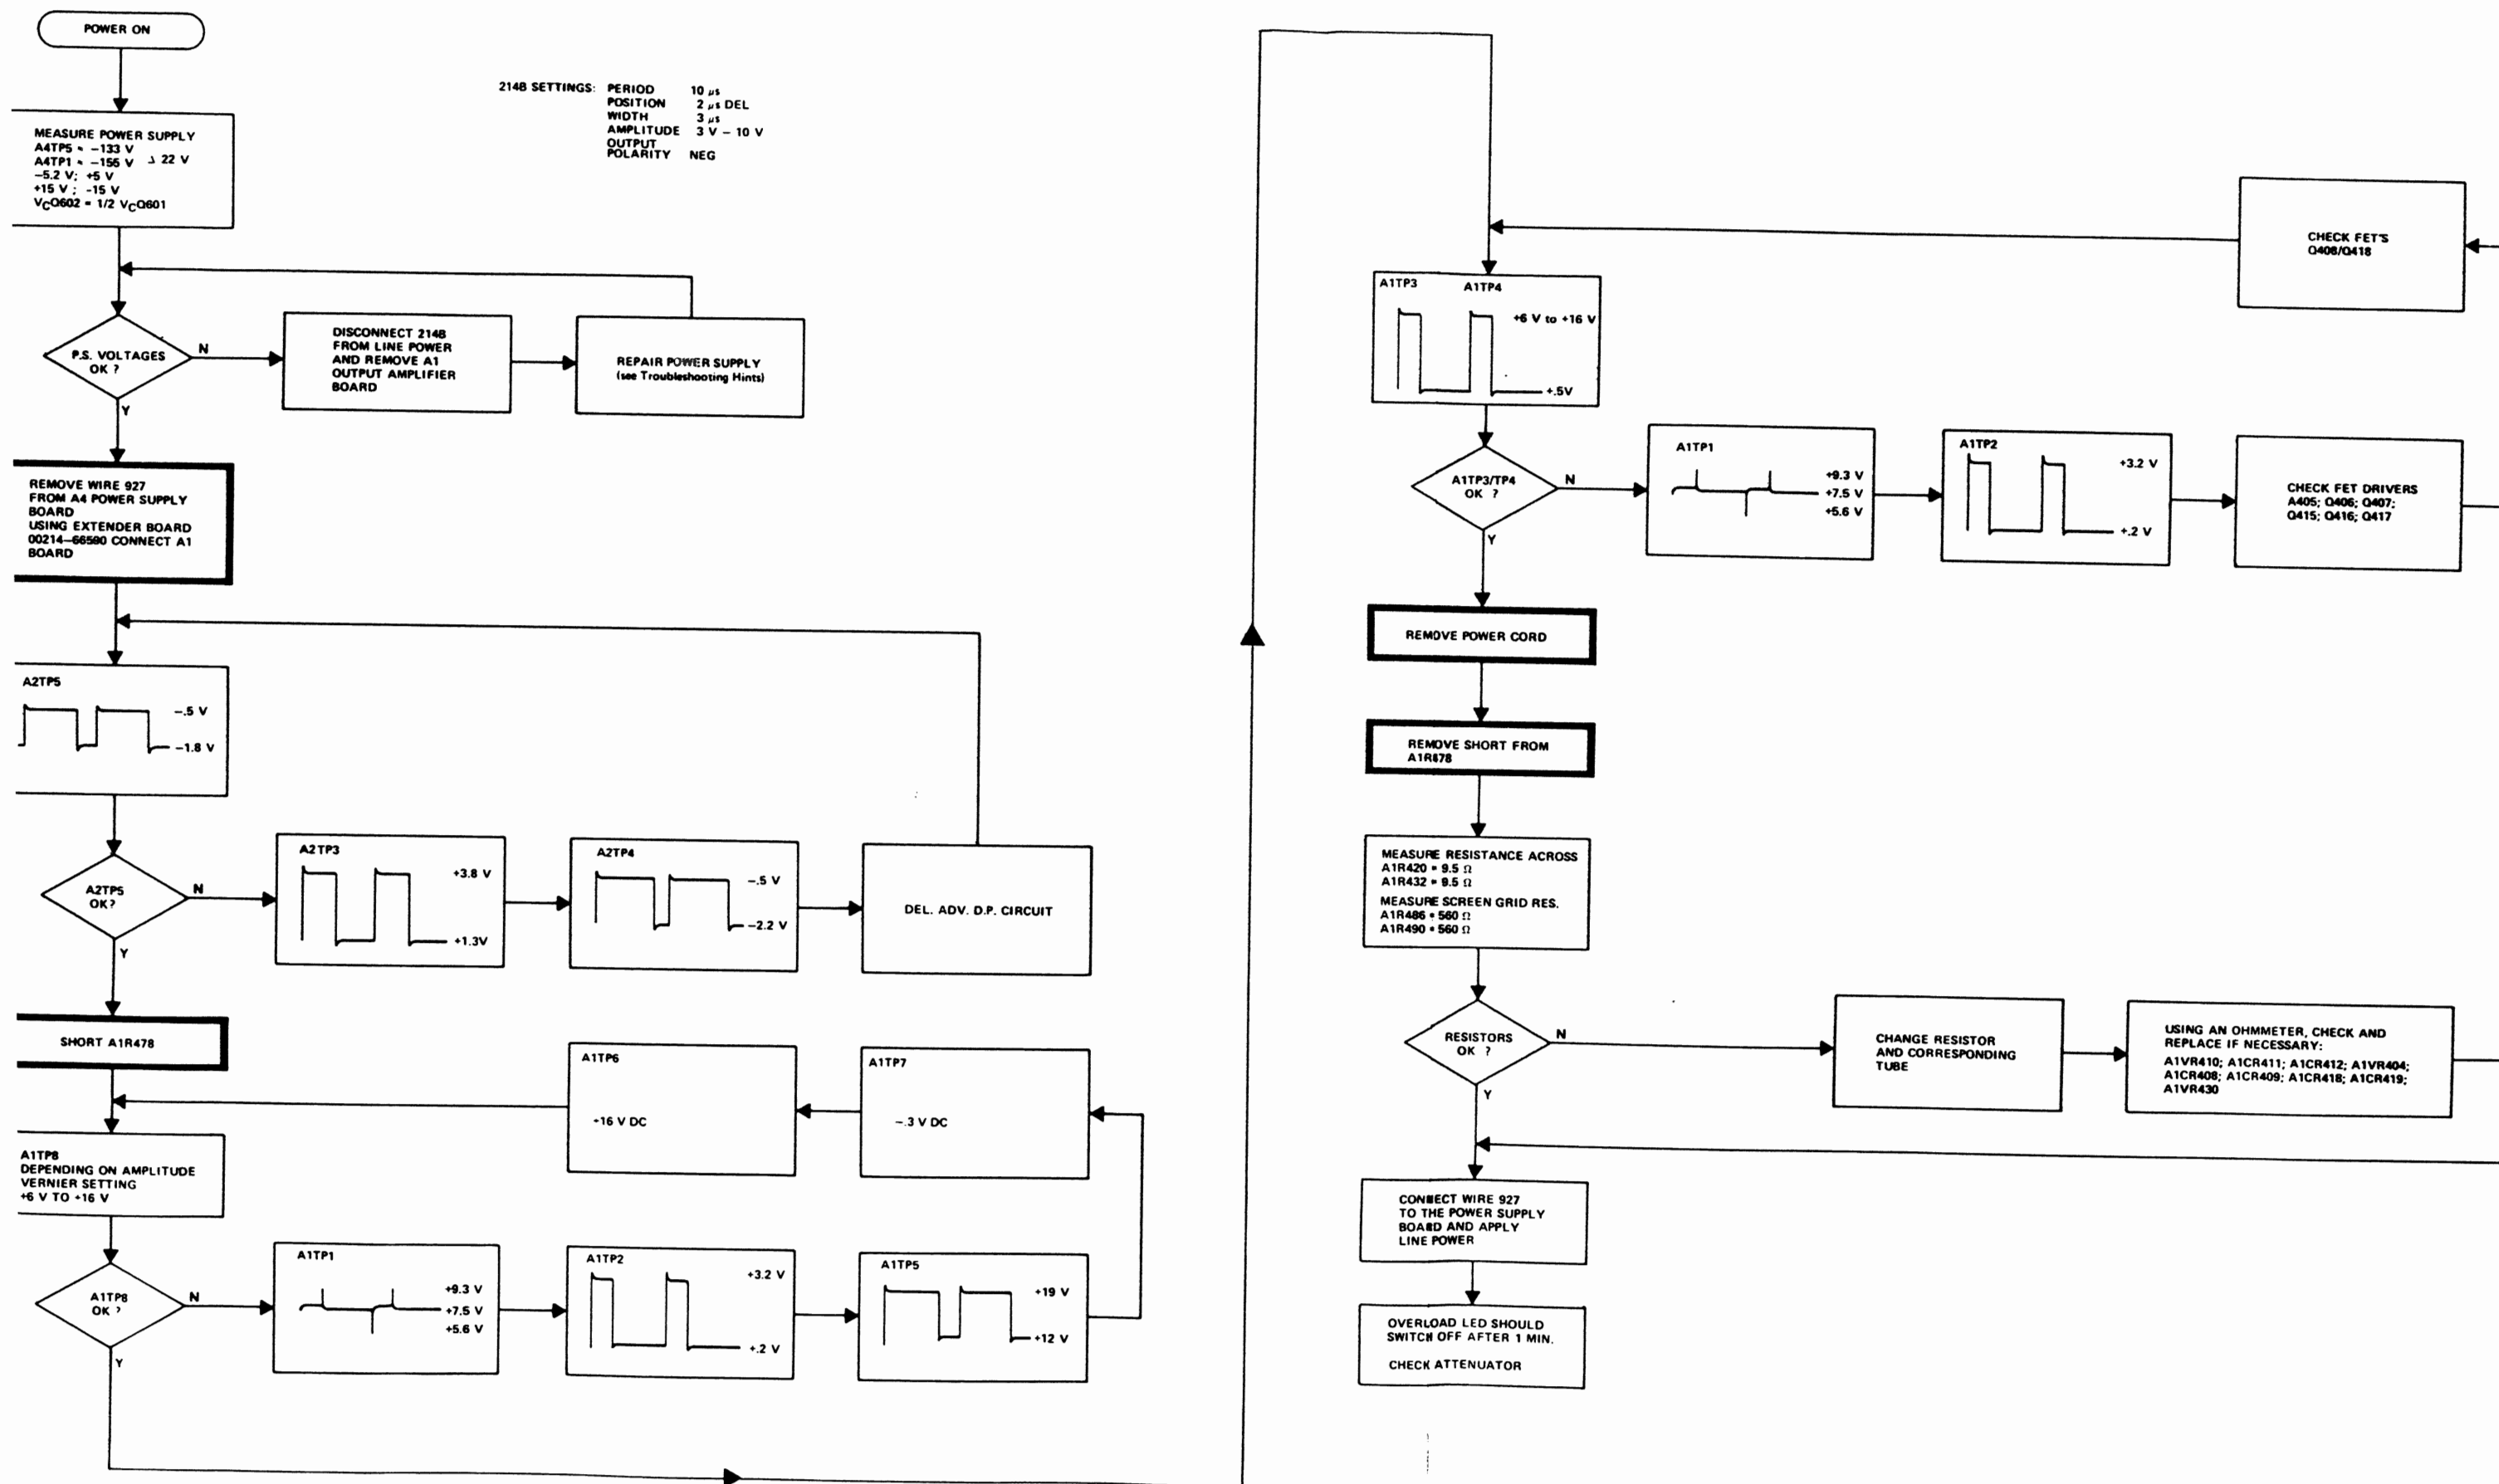 POWER ON
214B SETTINGS: PERIOD 10 µs
POSITION 2 µs DEL
WIDTH 3 µs
AMPLITUDE 3 V – 10 V
OUTPUT
POLARITY NEG
MEASURE POWER SUPPLY
A4TP5 = -133 V
A4TP1 = -155 V Δ 22 V
-5.2 V; +5 V
+15 V ; -15 V
VCQ602 = 1/2 VCQ601
P.S. VOLTAGES
OK ?
N
Y
DISCONNECT 214B
FROM LINE POWER
AND REMOVE A1
OUTPUT AMPLIFIER
BOARD
REPAIR POWER SUPPLY
(see Troubleshooting Hints)
REMOVE WIRE 927
FROM A4 POWER SUPPLY
BOARD
USING EXTENDER BOARD
00214–66590 CONNECT A1
BOARD
A2TP5
-.5 V
-1.8 V
A2TP5
OK?
N
Y
A2TP3
+3.8 V
+1.3V
A2TP4
-.5 V
-2.2 V
DEL. ADV. D.P. CIRCUIT
SHORT A1R478
A1TP6
+16 V DC
A1TP7
-.3 V DC
A1TP8
DEPENDING ON AMPLITUDE
VERNIER SETTING
+6 V TO +16 V
A1TP8
OK ?
N
Y
A1TP1
+9.3 V
+7.5 V
+5.6 V
A1TP2
+3.2 V
+.2 V
A1TP5
+19 V
+12 V
CHECK FET'S
Q408/Q418
A1TP3 A1TP4
+6 V to +16 V
+.5V
A1TP3/TP4
OK ?
N
Y
A1TP1
+9.3 V
+7.5 V
+5.6 V
A1TP2
+3.2 V
+.2 V
CHECK FET DRIVERS
A405; Q406; Q407;
Q415; Q416; Q417
REMOVE POWER CORD
REMOVE SHORT FROM
A1R478
MEASURE RESISTANCE ACROSS
A1R420 = 9.5 Ω
A1R432 = 9.5 Ω
MEASURE SCREEN GRID RES.
A1R486 = 560 Ω
A1R490 = 560 Ω
RESISTORS
OK ?
N
Y
CHANGE RESISTOR
AND CORRESPONDING
TUBE
USING AN OHMMETER, CHECK AND
REPLACE IF NECESSARY:
A1VR410; A1CR411; A1CR412; A1VR404;
A1CR408; A1CR409; A1CR418; A1CR419;
A1VR430
CONNECT WIRE 927
TO THE POWER SUPPLY
BOARD AND APPLY
LINE POWER
OVERLOAD LED SHOULD
SWITCH OFF AFTER 1 MIN.
CHECK ATTENUATOR